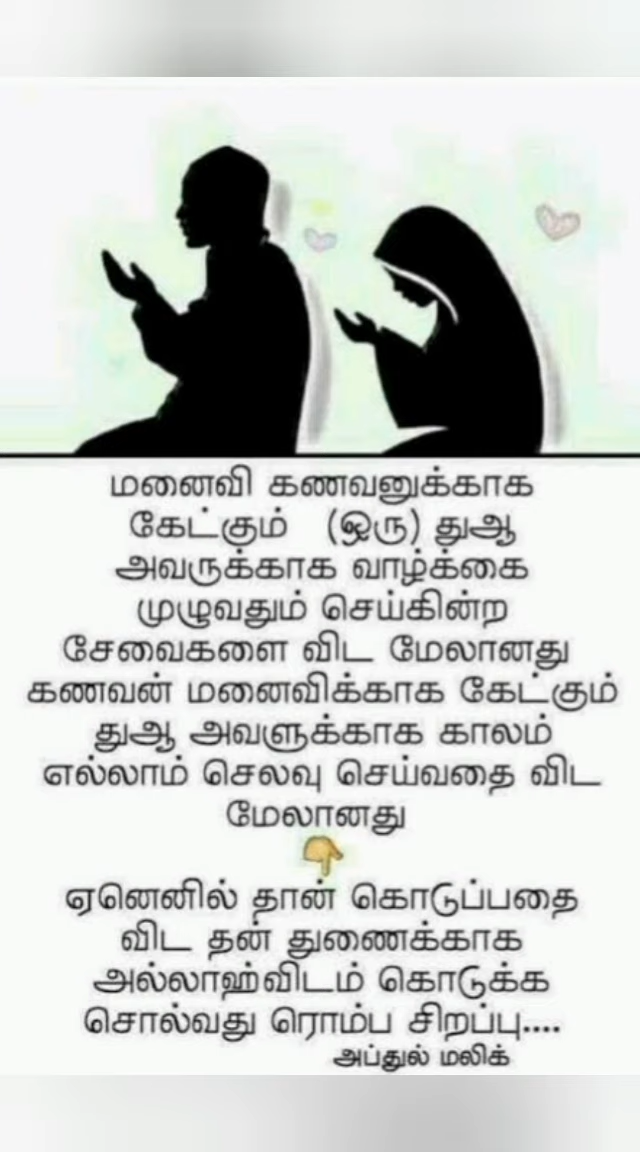 மனைவி கணவனுக்காக
கேட்கும் (ஒரு) துஆ
அவருக்காக வாழ்க்கை
முழுவதும் செய்கின்ற
சேவைகளை விட மேலானது
கணவன் மனைவிக்காக கேட்கும்
துஆ அவளுக்காக காலம்
எல்லாம் செலவு செய்வதை விட
மேலானது
👇
ஏனெனில் தான் கொடுப்பதை
விட தன் துணைக்காக
அல்லாஹ்விடம் கொடுக்க
சொல்வது ரொம்ப சிறப்பு....
அப்துல் மலிக்